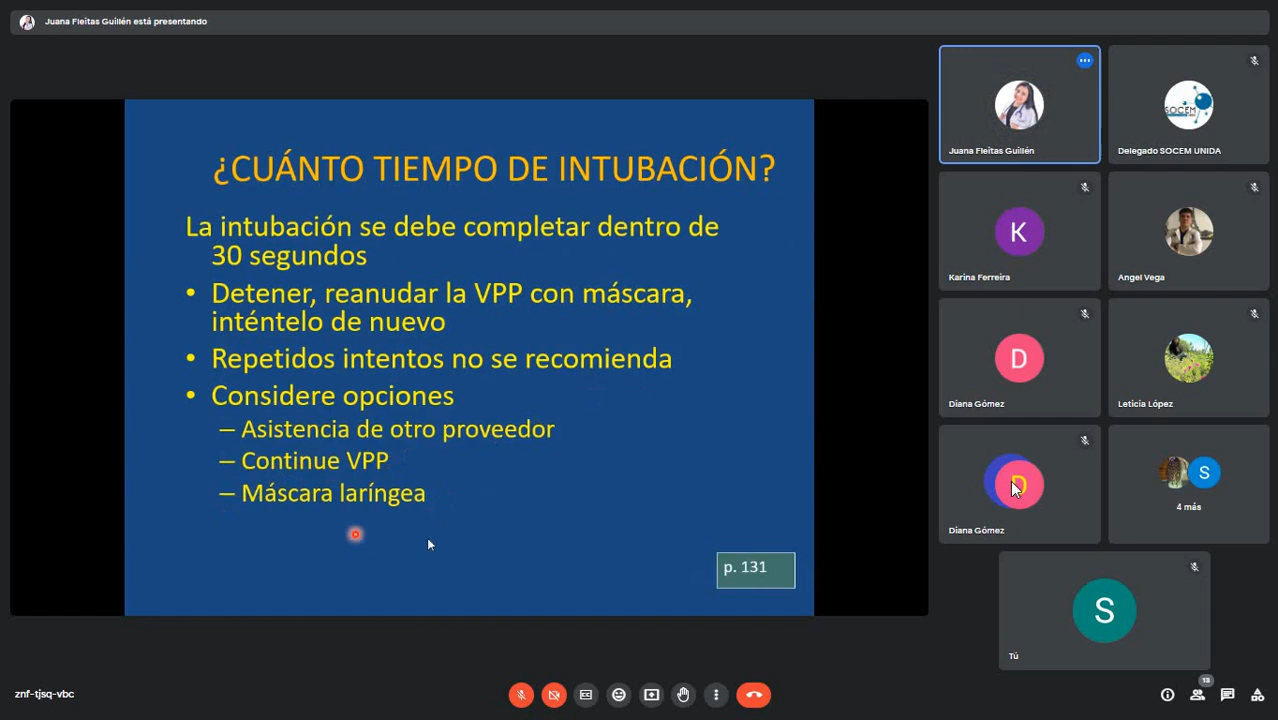 Juana Fleitas Guillén está presentando
¿CUÁNTO TIEMPO DE INTUBACIÓN?
La intubación se debe completar dentro de
30 segundos
• Detener, reanudar la VPP con máscara,
inténtelo de nuevo
• Repetidos intentos no se recomienda
• Considere opciones
– Asistencia de otro proveedor
– Continue VPP
– Máscara laríngea
p. 131
Juana Fleitas Guillén
SOCEM
Delegado SOCEM UNIDA
K
Karina Ferreira
Angel Vega
D
Diana Gómez
Leticia López
D
Diana Gómez
S
4 más
S
Tú
znf-tjsq-vbc
13